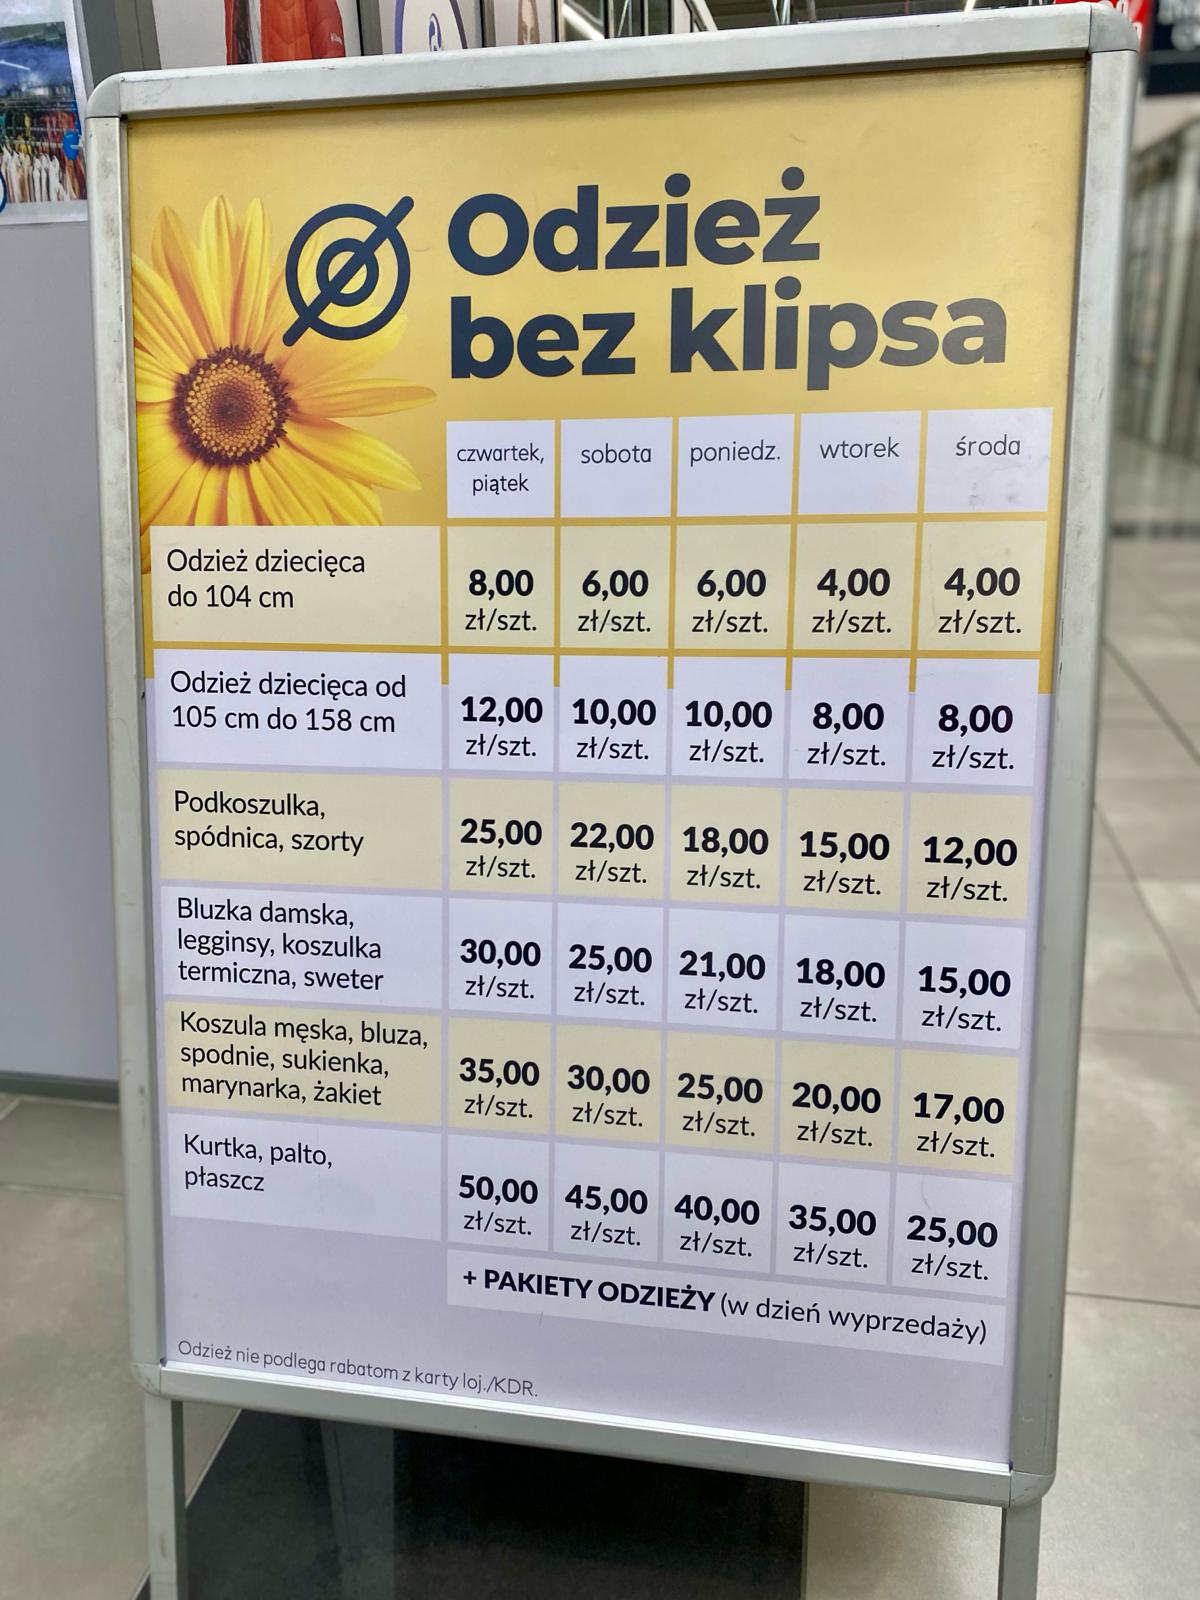 Odzież
bez klipsa
czwartek,
piątek
sobota
poniedz.
wtorek
środa
Odzież dziecięca
do 104 cm
8,00
zł/szt.
6,00
zł/szt.
6,00
zł/szt.
4,00
zł/szt.
4,00
zł/szt.
Odzież dziecięca od
105 cm do 158 cm
12,00
zł/szt.
10,00
zł/szt.
10,00
zł/szt.
8,00
zł/szt.
8,00
zł/szt.
Podkoszulka,
spódnica, szorty
25,00
zł/szt.
22,00
zł/szt.
18,00
zł/szt.
15,00
zł/szt.
12,00
zł/szt.
Bluzka damska,
legginsy, koszulka
termiczna, sweter
30,00
zł/szt.
25,00
zł/szt.
21,00
zł/szt.
18,00
zł/szt.
15,00
zł/szt.
Koszula męska, bluza,
spodnie, sukienka,
marynarka, żakiet
35,00
zł/szt.
30,00
zł/szt.
25,00
zł/szt.
20,00
zł/szt.
17,00
zł/szt.
Kurtka, palto,
płaszcz
50,00
zł/szt.
45,00
zł/szt.
40,00
zł/szt.
35,00
zł/szt.
25,00
zł/szt.
+ PAKIETY ODZIEŻY (w dzień wyprzedaży)
Odzież nie podlega rabatom z karty loj./KDR.